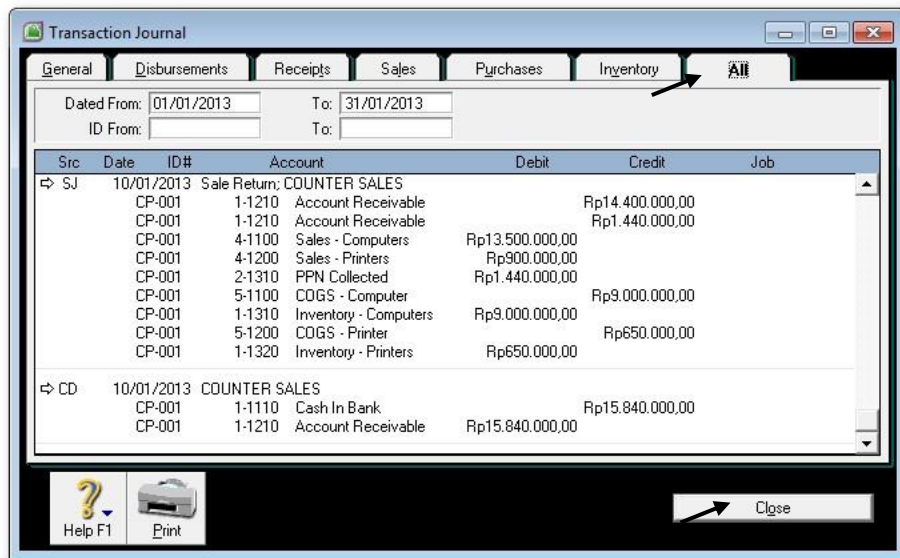 Transaction Journal
General Disbursements Receipts Sales Purchases Inventory All
Dated From: 01/01/2013 To: 31/01/2013
ID From: To:
Src Date ID# Account Debit Credit Job
SJ 10/01/2013 Sale Return; COUNTER SALES
CP-001 1-1210 Account Receivable Rp14.400.000,00
CP-001 1-1210 Account Receivable Rp1.440.000,00
CP-001 4-1100 Sales - Computers Rp13.500.000,00
CP-001 4-1200 Sales - Printers Rp900.000,00
CP-001 2-1310 PPN Collected Rp1.440.000,00
CP-001 5-1100 COGS - Computer Rp9.000.000,00
CP-001 1-1310 Inventory - Computers Rp9.000.000,00
CP-001 5-1200 COGS - Printer Rp650.000,00
CP-001 1-1320 Inventory - Printers Rp650.000,00
CD 10/01/2013 COUNTER SALES
CP-001 1-1110 Cash In Bank Rp15.840.000,00
CP-001 1-1210 Account Receivable Rp15.840.000,00
Help F1 Print Close